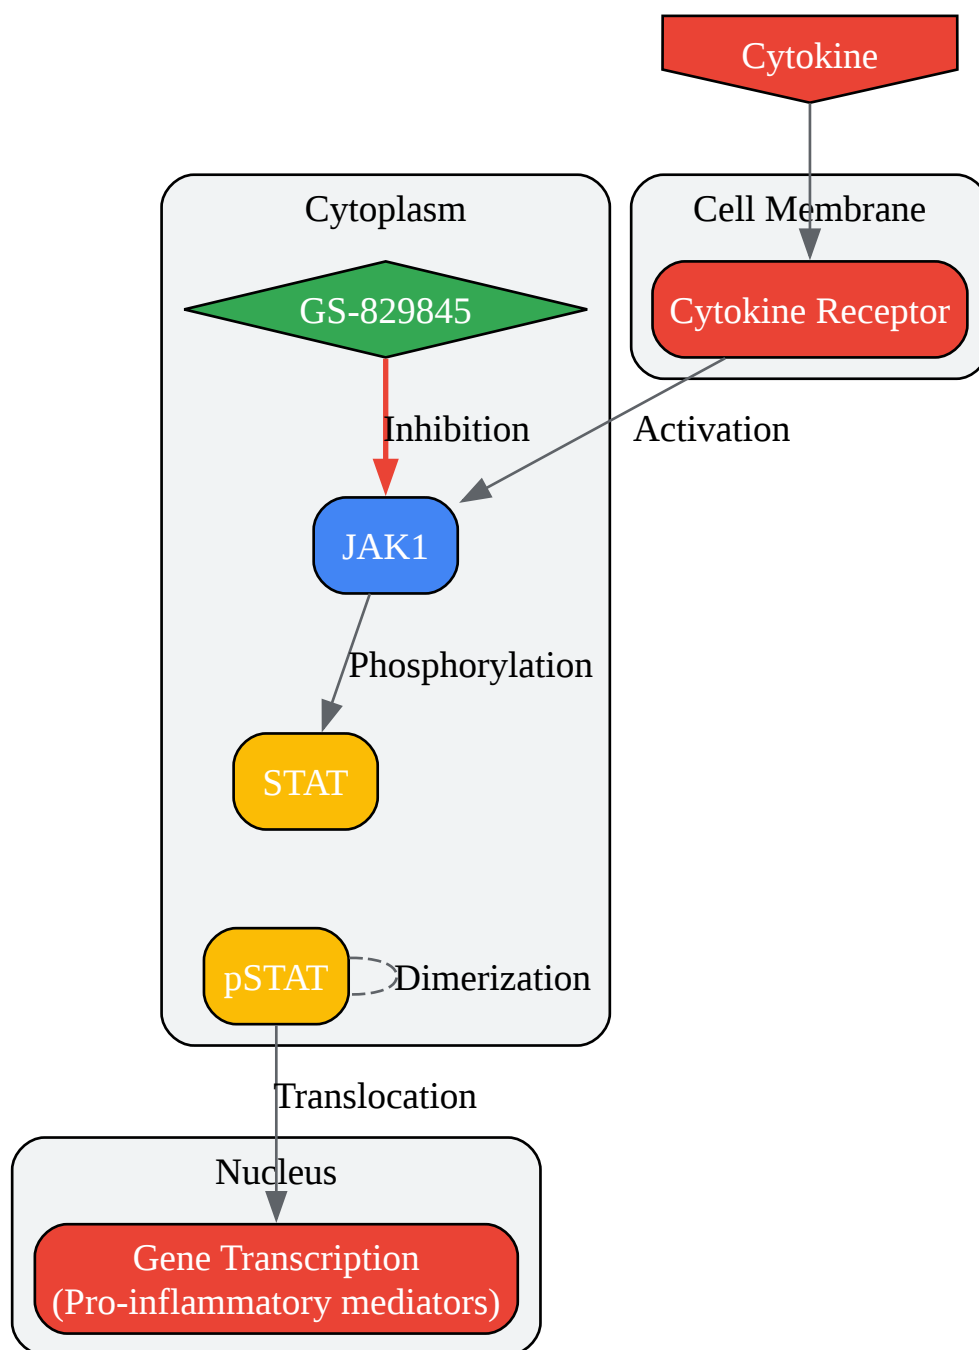 Cytokine
Cytoplasm
Cell Membrane
GS-829845
Cytokine Receptor
Inhibition
Activation
JAK1
Phosphorylation
STAT
pSTAT
Dimerization
Translocation
Nucleus
Gene Transcription
(Pro-inflammatory mediators)